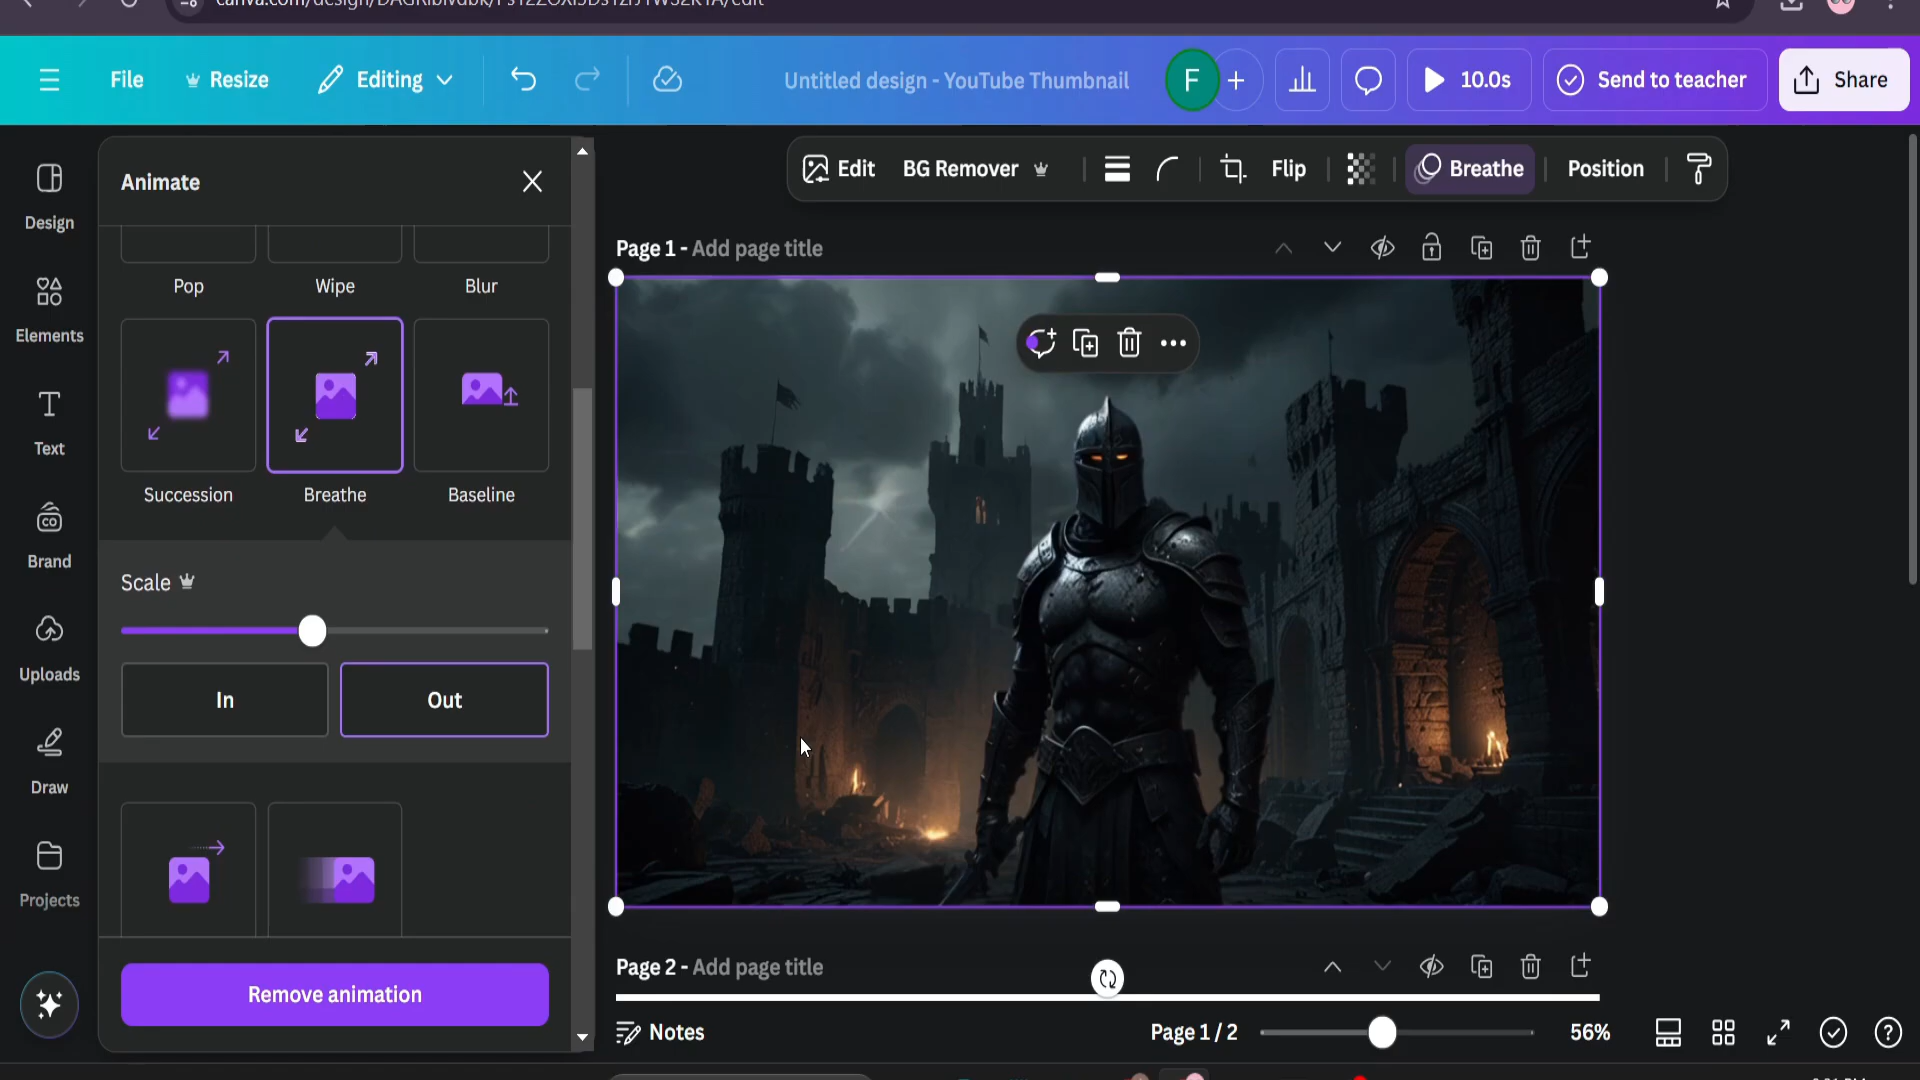 File
Resize
Editing
Untitled design - YouTube Thumbnail
F
10.0s
Send to teacher
Share
Design
Elements
Text
Brand
Uploads
Draw
Projects
Animate
Pop
Wipe
Blur
Succession
Breathe
Baseline
Scale
In
Out
Remove animation
Edit
BG Remover
Flip
Breathe
Position
Page 1 - Add page title
Page 2 - Add page title
Notes
Page 1 / 2
56%